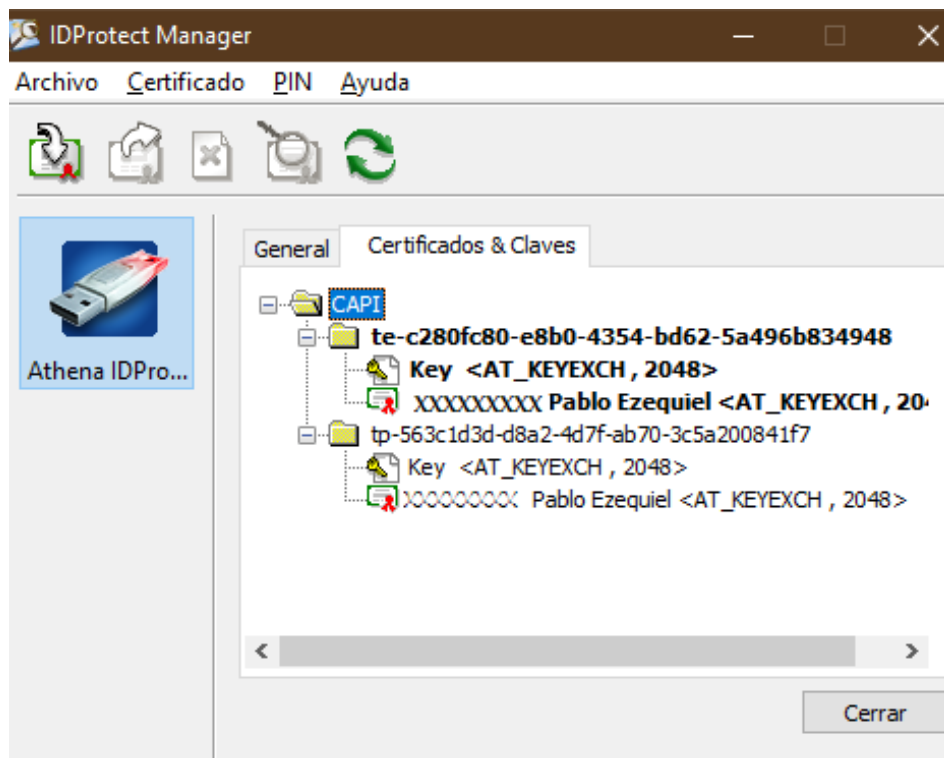 IDProtect Manager
Archivo Certificado PIN Ayuda
Athena IDPro...
General Certificados & Claves
CAPI
te-c280fc80-e8b0-4354-bd62-5a496b834948
Key <AT_KEYEXCH , 2048>
XXXXXXXXX Pablo Ezequiel <AT_KEYEXCH , 204
tp-563c1d3d-d8a2-4d7f-ab70-3c5a200841f7
Key <AT_KEYEXCH , 2048>
XXXXXXXXX Pablo Ezequiel <AT_KEYEXCH , 2048>
Cerrar